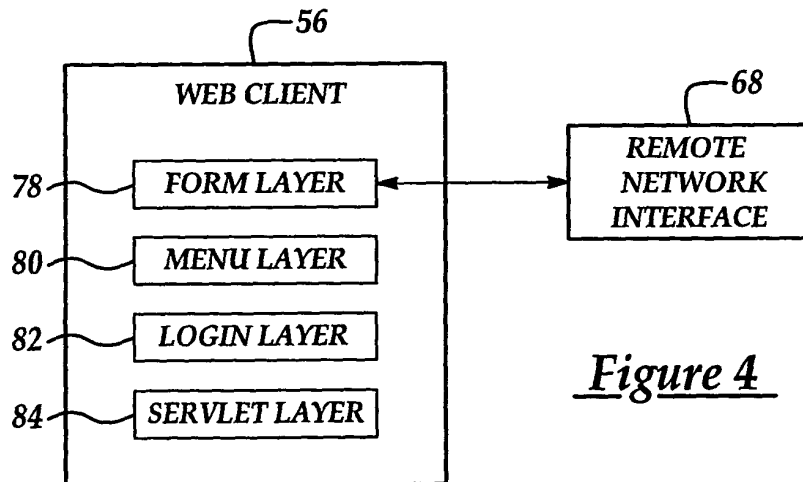 56
WEB CLIENT
68
REMOTE
NETWORK
INTERFACE
78
FORM LAYER
80
MENU LAYER
82
LOGIN LAYER
84
SERVLET LAYER
Figure 4